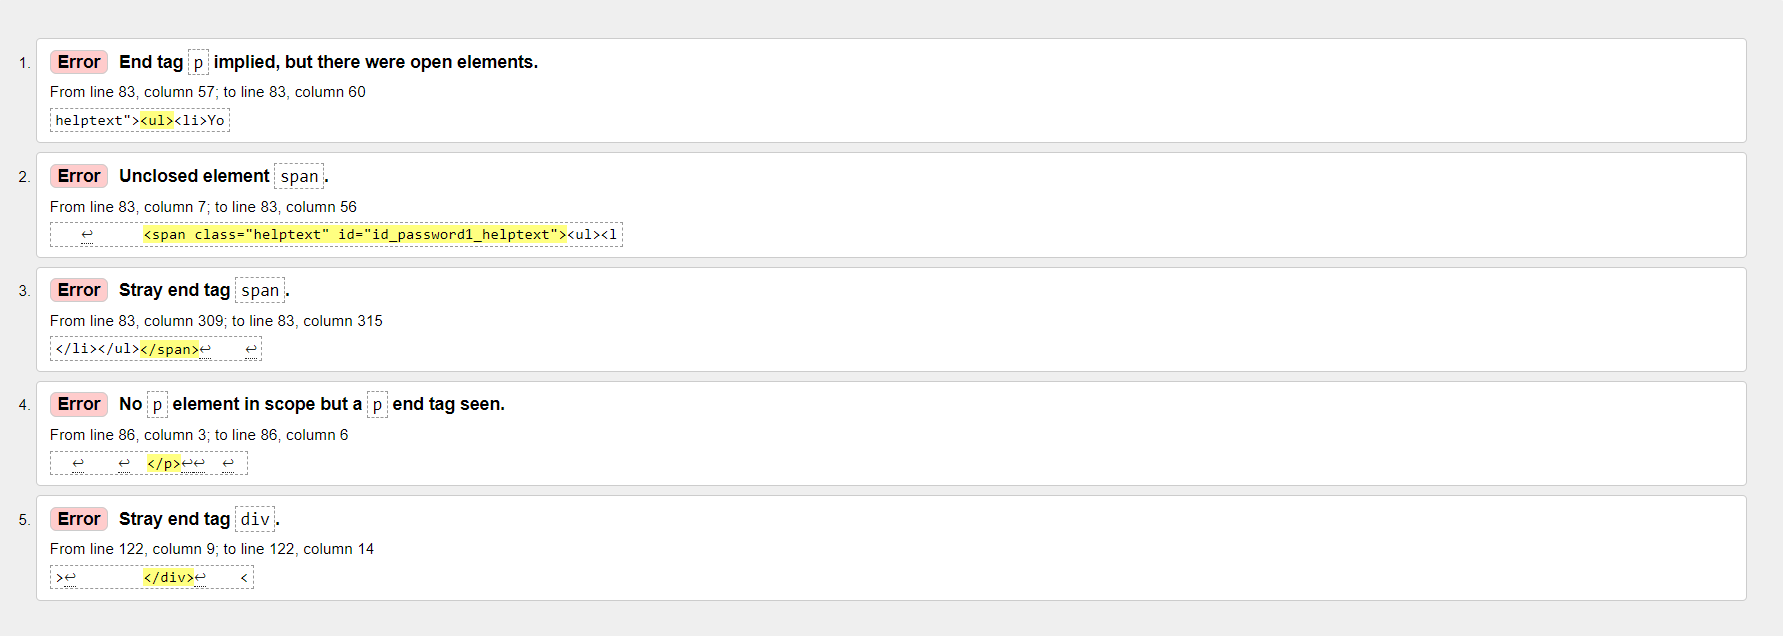 1. Error End tag p implied, but there were open elements.
From line 83, column 57; to line 83, column 60
helptext"><ul><li>Yo
2. Error Unclosed element span.
From line 83, column 7; to line 83, column 56
↩ <span class="helptext" id="id_password1_helptext"><ul><l
3. Error Stray end tag span.
From line 83, column 309; to line 83, column 315
</li></ul></span>↩ ↩
4. Error No p element in scope but a p end tag seen.
From line 86, column 3; to line 86, column 6
↩ ↩ </p>↩↩ ↩
5. Error Stray end tag div.
From line 122, column 9; to line 122, column 14
>↩ </div>↩ <